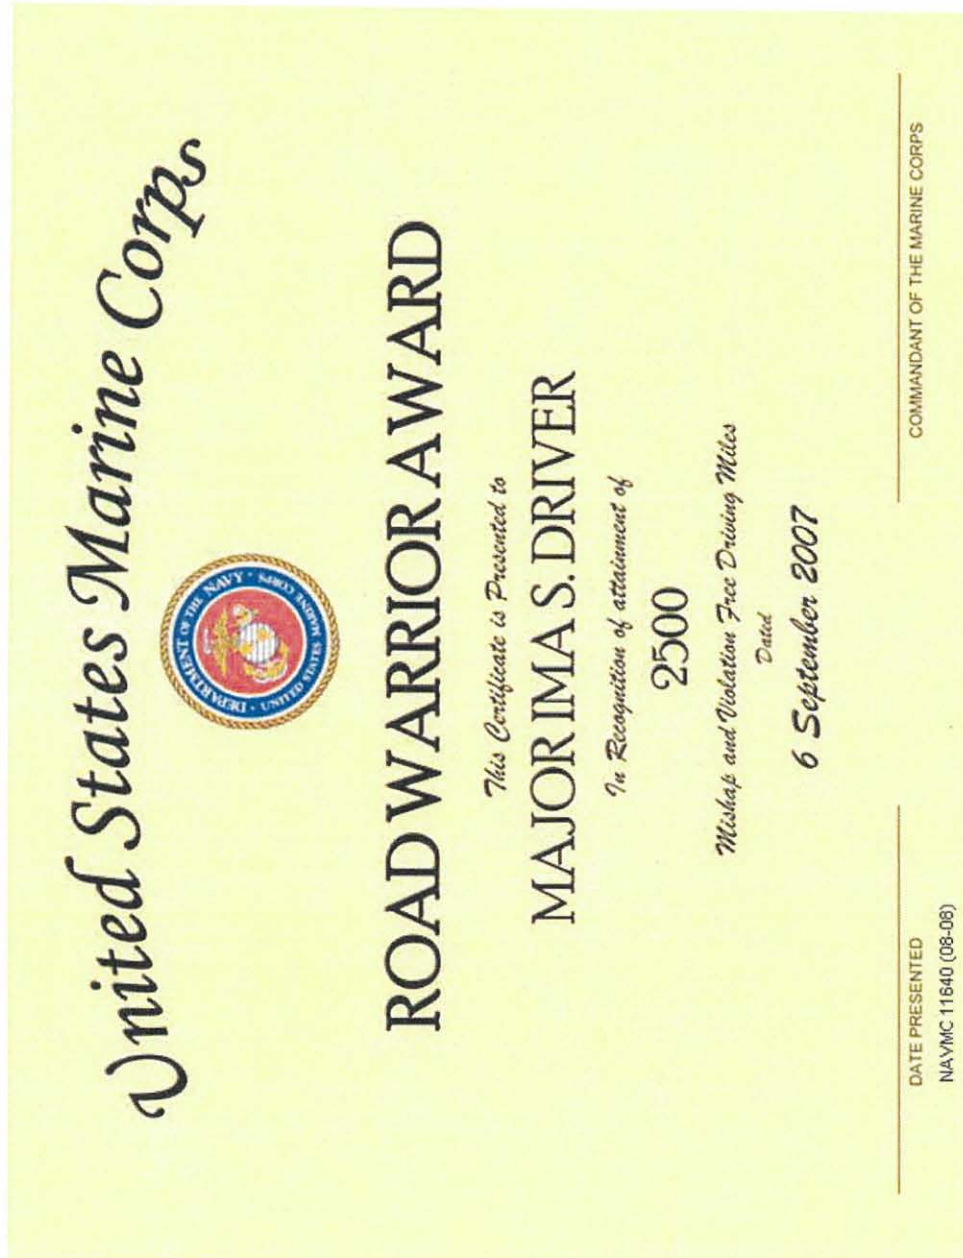 United States Marine Corps
DEPARTMENT OF THE NAVY
UNITED STATES MARINE CORPS
ROAD WARRIOR AWARD
This Certificate is Presented to
MAJOR IMA S. DRIVER
In Recognition of attainment of
2500
Mishap and Violation Free Driving Miles
Dated
6 September 2007
DATE PRESENTED
COMMANDANT OF THE MARINE CORPS
NAVMC 11640 (08-08)